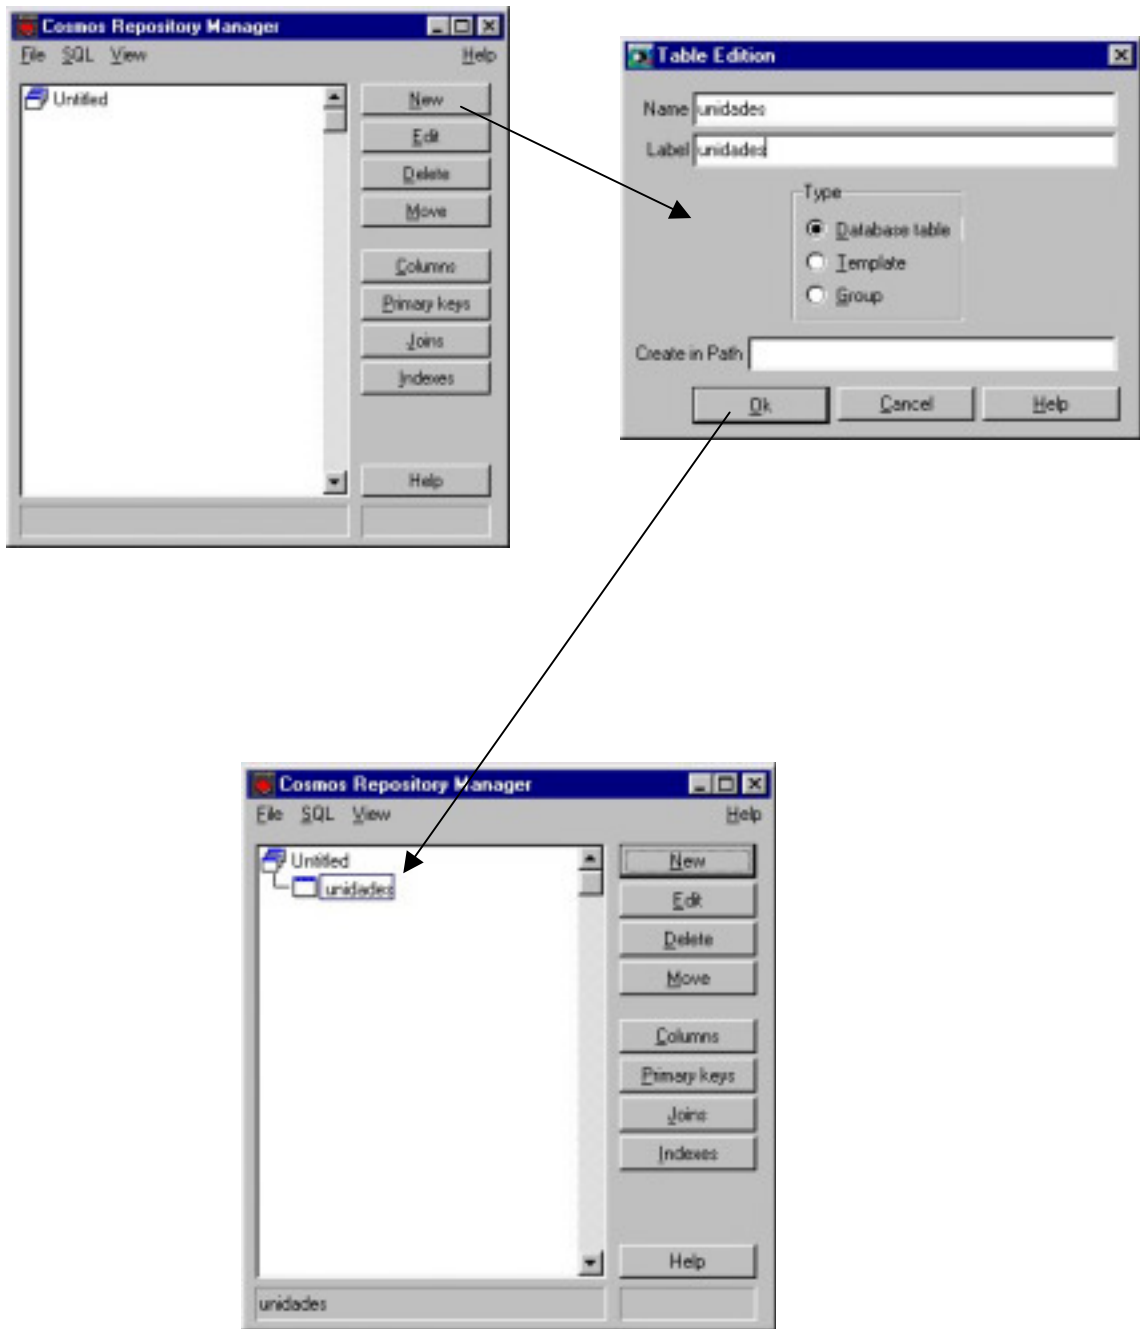 Cosmos Repository Manager
File SQL View Help
Untitled
New
Edit
Delete
Move
Columns
Primary keys
Joins
Indexes
Help
Table Edition
Name unidades
Label unidades
Type
Database table
Template
Group
Create in Path
Ok Cancel Help
Cosmos Repository Manager
File SQL View Help
Untitled
unidades
New
Edit
Delete
Move
Columns
Primary keys
Joins
Indexes
Help
unidades